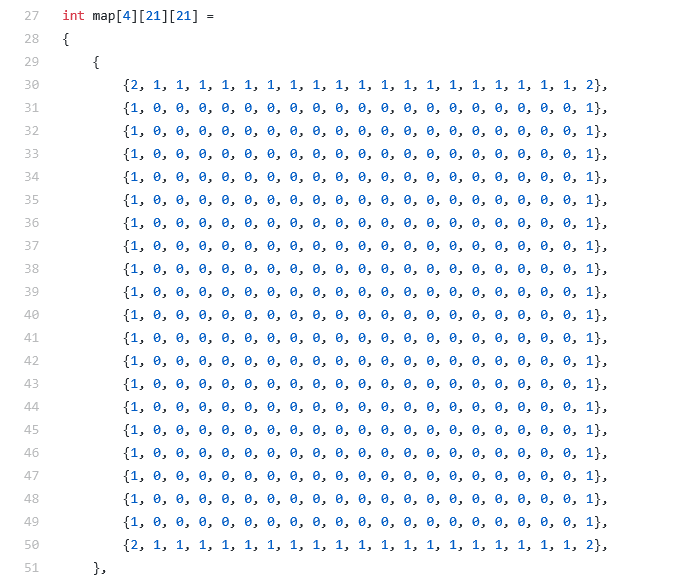 27 int map[4][21][21] =
28 {
29 {
30 {2, 1, 1, 1, 1, 1, 1, 1, 1, 1, 1, 1, 1, 1, 1, 1, 1, 1, 1, 1, 2},
31 {1, 0, 0, 0, 0, 0, 0, 0, 0, 0, 0, 0, 0, 0, 0, 0, 0, 0, 0, 0, 1},
32 {1, 0, 0, 0, 0, 0, 0, 0, 0, 0, 0, 0, 0, 0, 0, 0, 0, 0, 0, 0, 1},
33 {1, 0, 0, 0, 0, 0, 0, 0, 0, 0, 0, 0, 0, 0, 0, 0, 0, 0, 0, 0, 1},
34 {1, 0, 0, 0, 0, 0, 0, 0, 0, 0, 0, 0, 0, 0, 0, 0, 0, 0, 0, 0, 1},
35 {1, 0, 0, 0, 0, 0, 0, 0, 0, 0, 0, 0, 0, 0, 0, 0, 0, 0, 0, 0, 1},
36 {1, 0, 0, 0, 0, 0, 0, 0, 0, 0, 0, 0, 0, 0, 0, 0, 0, 0, 0, 0, 1},
37 {1, 0, 0, 0, 0, 0, 0, 0, 0, 0, 0, 0, 0, 0, 0, 0, 0, 0, 0, 0, 1},
38 {1, 0, 0, 0, 0, 0, 0, 0, 0, 0, 0, 0, 0, 0, 0, 0, 0, 0, 0, 0, 1},
39 {1, 0, 0, 0, 0, 0, 0, 0, 0, 0, 0, 0, 0, 0, 0, 0, 0, 0, 0, 0, 1},
40 {1, 0, 0, 0, 0, 0, 0, 0, 0, 0, 0, 0, 0, 0, 0, 0, 0, 0, 0, 0, 1},
41 {1, 0, 0, 0, 0, 0, 0, 0, 0, 0, 0, 0, 0, 0, 0, 0, 0, 0, 0, 0, 1},
42 {1, 0, 0, 0, 0, 0, 0, 0, 0, 0, 0, 0, 0, 0, 0, 0, 0, 0, 0, 0, 1},
43 {1, 0, 0, 0, 0, 0, 0, 0, 0, 0, 0, 0, 0, 0, 0, 0, 0, 0, 0, 0, 1},
44 {1, 0, 0, 0, 0, 0, 0, 0, 0, 0, 0, 0, 0, 0, 0, 0, 0, 0, 0, 0, 1},
45 {1, 0, 0, 0, 0, 0, 0, 0, 0, 0, 0, 0, 0, 0, 0, 0, 0, 0, 0, 0, 1},
46 {1, 0, 0, 0, 0, 0, 0, 0, 0, 0, 0, 0, 0, 0, 0, 0, 0, 0, 0, 0, 1},
47 {1, 0, 0, 0, 0, 0, 0, 0, 0, 0, 0, 0, 0, 0, 0, 0, 0, 0, 0, 0, 1},
48 {1, 0, 0, 0, 0, 0, 0, 0, 0, 0, 0, 0, 0, 0, 0, 0, 0, 0, 0, 0, 1},
49 {1, 0, 0, 0, 0, 0, 0, 0, 0, 0, 0, 0, 0, 0, 0, 0, 0, 0, 0, 0, 1},
50 {2, 1, 1, 1, 1, 1, 1, 1, 1, 1, 1, 1, 1, 1, 1, 1, 1, 1, 1, 1, 2},
51 },